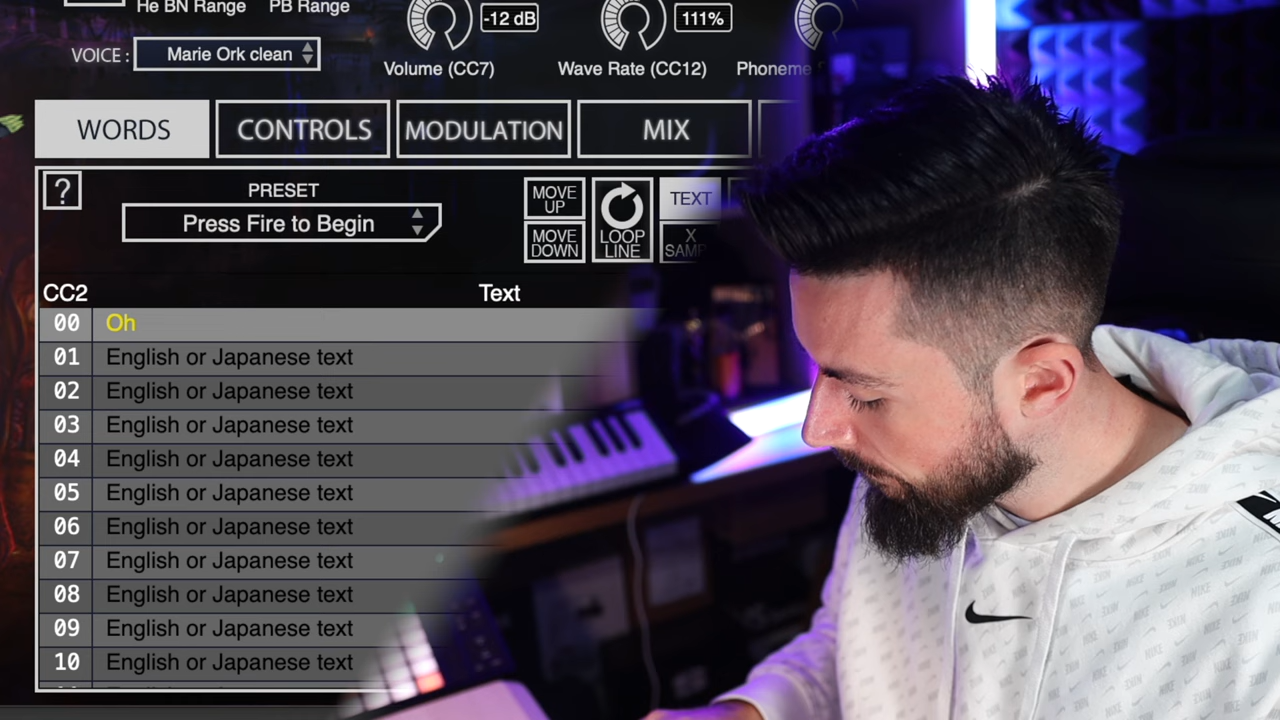 He BN Range PB Range
-12 dB 111%
VOICE : Marie Ork clean
Volume (CC7) Wave Rate (CC12) Phoneme
WORDS CONTROLS MODULATION MIX
? PRESET
Press Fire to Begin
MOVE UP
MOVE DOWN
LOOP LINE
TEXT
X
CC2 Text
00 Oh
01 English or Japanese text
02 English or Japanese text
03 English or Japanese text
04 English or Japanese text
05 English or Japanese text
06 English or Japanese text
07 English or Japanese text
08 English or Japanese text
09 English or Japanese text
10 English or Japanese text